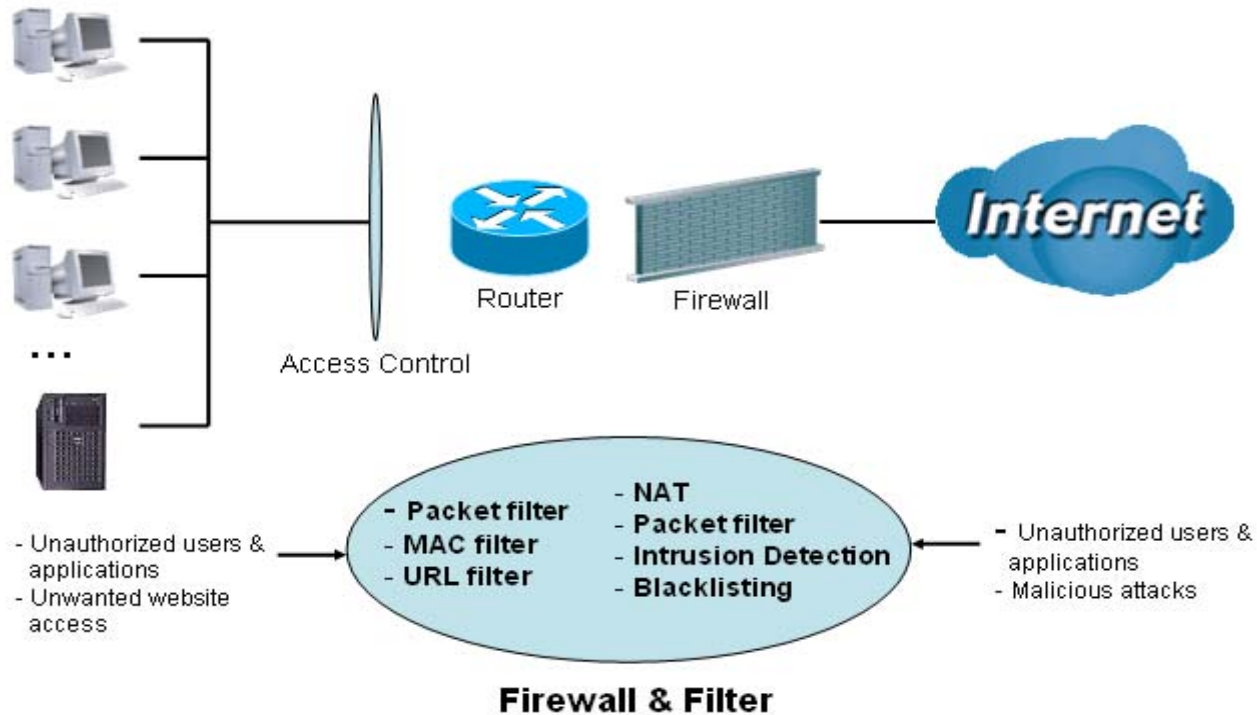 Internet
Router
Firewall
...
Access Control
- Packet filter
- MAC filter
- URL filter
- NAT
- Packet filter
- Intrusion Detection
- Blacklisting
- Unauthorized users &
applications
- Unwanted website
access
- Unauthorized users &
applications
- Malicious attacks
Firewall & Filter